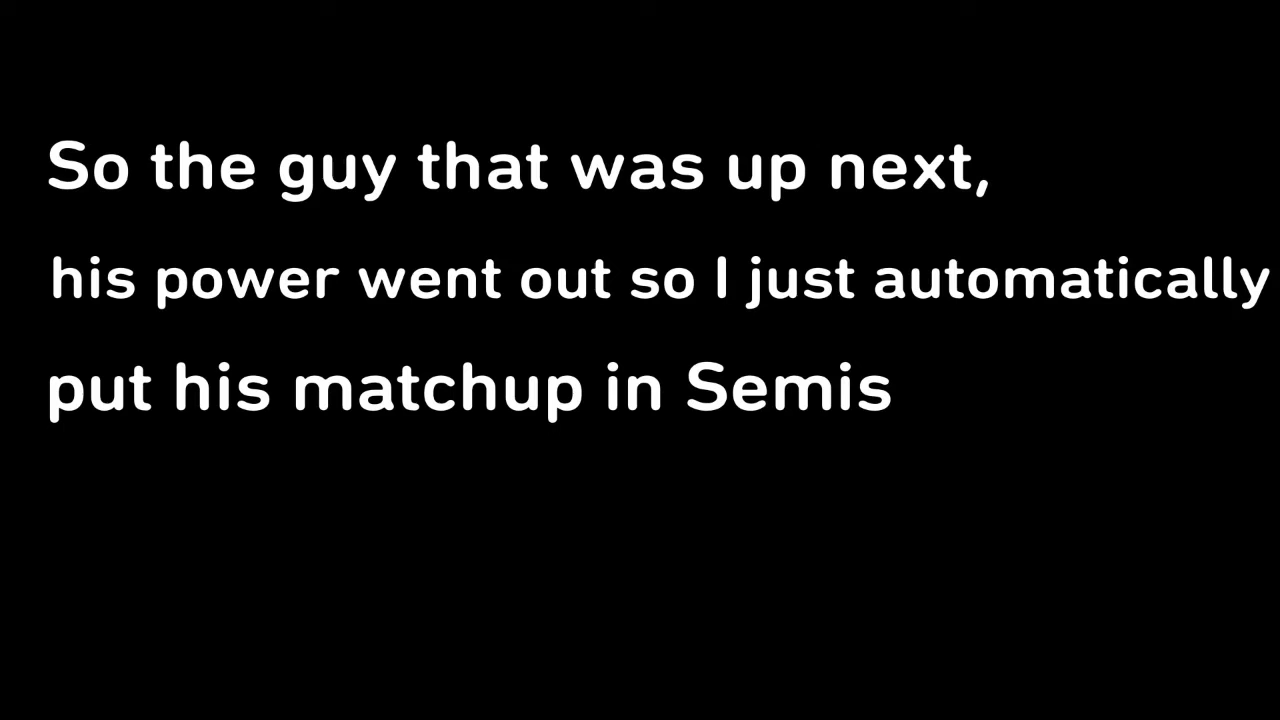 So the guy that was up next,
his power went out so I just automatically
put his matchup in Semis